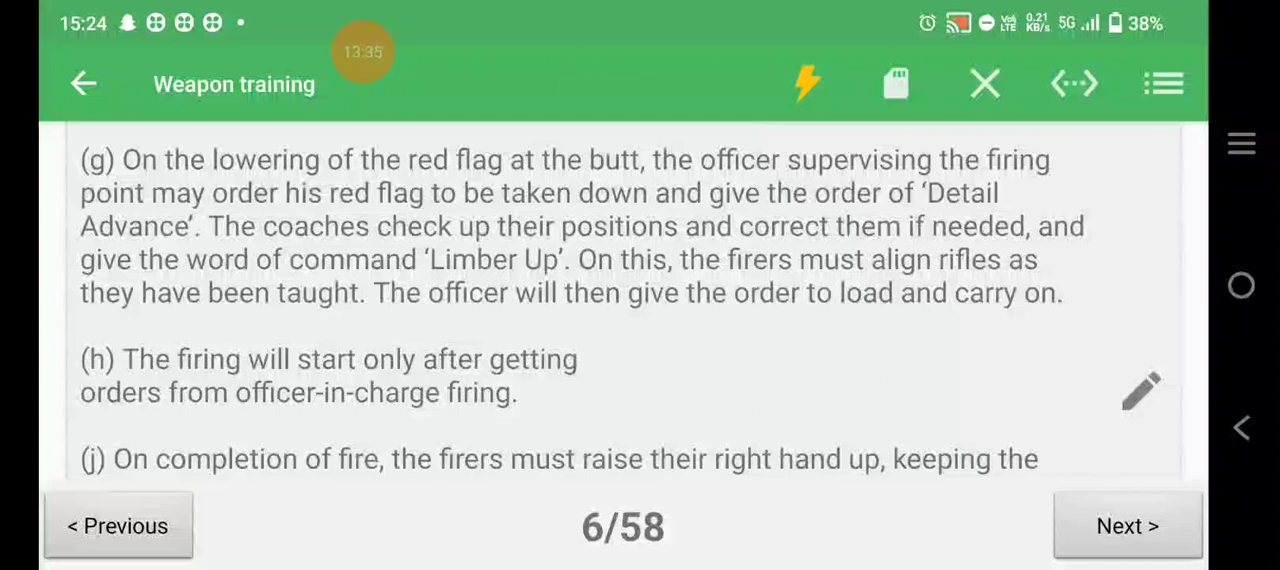 15:24
0.21 KB/s 5G 38%
13:35
Weapon training
(g) On the lowering of the red flag at the butt, the officer supervising the firing
point may order his red flag to be taken down and give the order of ‘Detail
Advance’. The coaches check up their positions and correct them if needed, and
give the word of command ‘Limber Up’. On this, the firers must align rifles as
they have been taught. The officer will then give the order to load and carry on.
(h) The firing will start only after getting
orders from officer-in-charge firing.
(j) On completion of fire, the firers must raise their right hand up, keeping the
< Previous
6/58
Next >